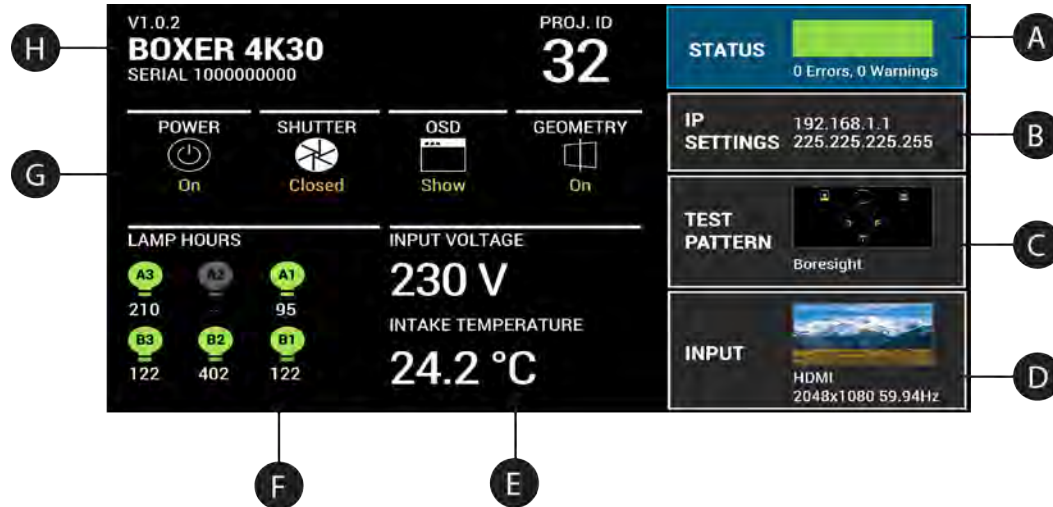 V1.0.2
BOXER 4K30
SERIAL 1000000000
PROJ. ID
32
POWER
On
SHUTTER
Closed
OSD
Show
GEOMETRY
On
LAMP HOURS
A3
A2
A1
210
--
95
B3
B2
B1
122
402
122
INPUT VOLTAGE
230 V
INTAKE TEMPERATURE
24.2 °C
STATUS
0 Errors, 0 Warnings
IP
SETTINGS
192.168.1.1
225.225.225.255
TEST
PATTERN
Boresight
INPUT
HDMI
2048x1080 59.94Hz
A
B
C
D
E
F
G
H